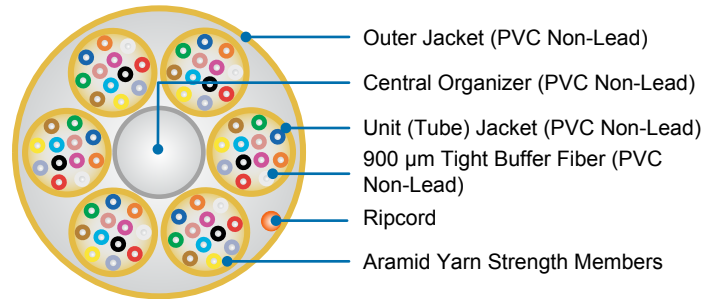 Outer Jacket (PVC Non-Lead)
Central Organizer (PVC Non-Lead)
Unit (Tube) Jacket (PVC Non-Lead)
900 µm Tight Buffer Fiber (PVC
Non-Lead)
Ripcord
Aramid Yarn Strength Members